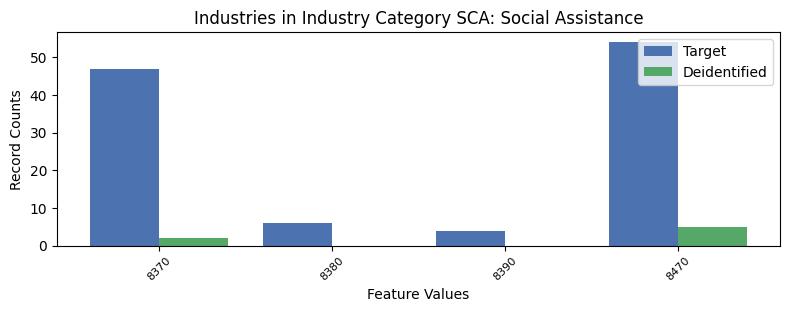 Industries in Industry Category SCA: Social Assistance
Target
Deidentified
Record Counts
50
40
30
20
10
0
8370
8380
8390
8470
Feature Values